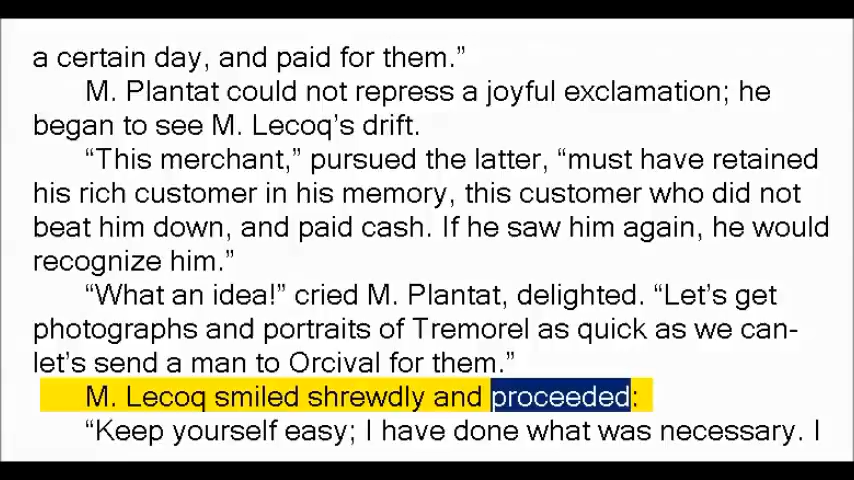 a certain day, and paid for them.”
M. Plantat could not repress a joyful exclamation; he
began to see M. Lecoq’s drift.
“This merchant,” pursued the latter, “must have retained
his rich customer in his memory, this customer who did not
beat him down, and paid cash. If he saw him again, he would
recognize him.”
“What an idea!” cried M. Plantat, delighted. “Let’s get
photographs and portraits of Tremorel as quick as we can-
let’s send a man to Orcival for them.”
M. Lecoq smiled shrewdly and proceeded:
“Keep yourself easy; I have done what was necessary. I